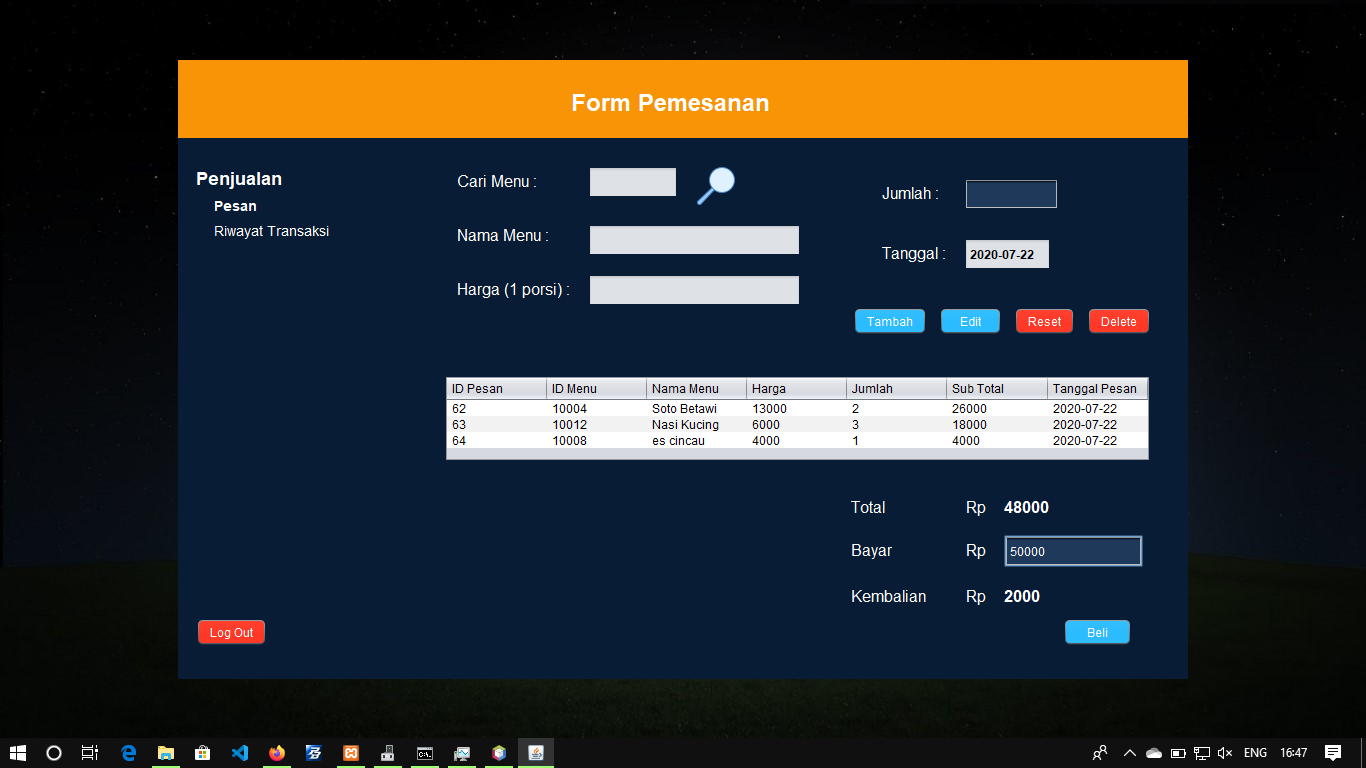 Form Pemesanan
Penjualan
Pesan
Riwayat Transaksi
Cari Menu :
Nama Menu :
Harga (1 porsi) :
Jumlah :
Tanggal : 2020-07-22
Tambah Edit Reset Delete
ID Pesan ID Menu Nama Menu Harga Jumlah Sub Total Tanggal Pesan
62 10004 Soto Betawi 13000 2 26000 2020-07-22
63 10012 Nasi Kucing 6000 3 18000 2020-07-22
64 10008 es cincau 4000 1 4000 2020-07-22
Total Rp 48000
Bayar Rp 50000
Kembalian Rp 2000
Log Out Beli
ENG 16:47